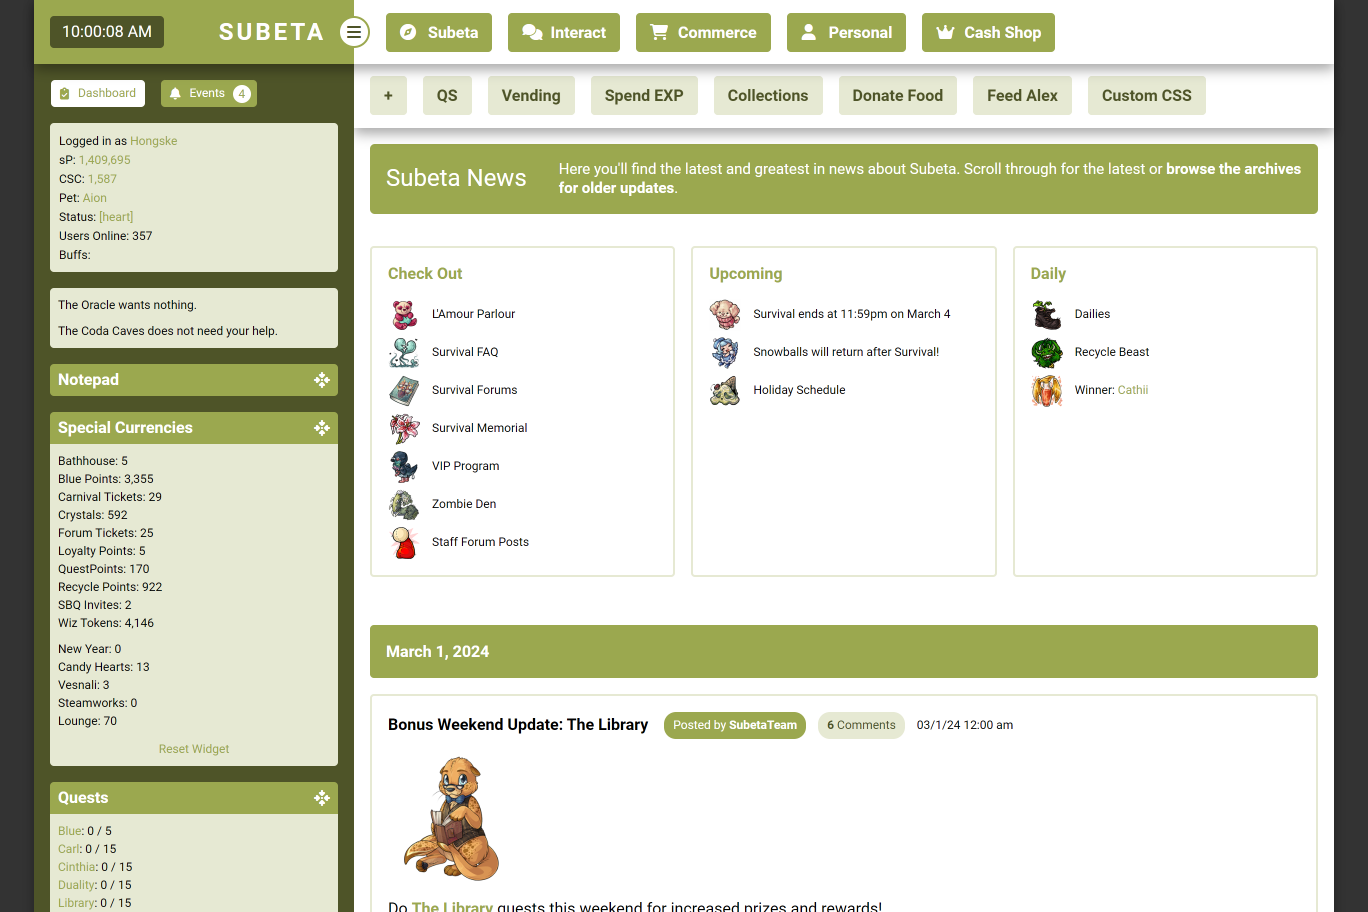 10:00:08 AM
SUBETA
Subeta
Interact
Commerce
Personal
Cash Shop
+
QS
Vending
Spend EXP
Collections
Donate Food
Feed Alex
Custom CSS
Dashboard
Events 4
Logged in as Hongske
sP: 1,409,695
CSC: 1,587
Pet: Aion
Status: [heart]
Users Online: 357
Buffs:
The Oracle wants nothing.
The Coda Caves does not need your help.
Notepad
Special Currencies
Bathhouse: 5
Blue Points: 3,355
Carnival Tickets: 29
Crystals: 592
Forum Tickets: 25
Loyalty Points: 5
QuestPoints: 170
Recycle Points: 922
SBQ Invites: 2
Wiz Tokens: 4,146
New Year: 0
Candy Hearts: 13
Vesnali: 3
Steamworks: 0
Lounge: 70
Reset Widget
Quests
Blue: 0 / 5
Carl: 0 / 15
Cinthia: 0 / 15
Duality: 0 / 15
Library: 0 / 15
Subeta News
Here you'll find the latest and greatest in news about Subeta. Scroll through for the latest or browse the archives
for older updates.
Check Out
L'Amour Parlour
Survival FAQ
Survival Forums
Survival Memorial
VIP Program
Zombie Den
Staff Forum Posts
Upcoming
Survival ends at 11:59pm on March 4
Snowballs will return after Survival!
Holiday Schedule
Daily
Dailies
Recycle Beast
Winner: Cathii
March 1, 2024
Bonus Weekend Update: The Library
Posted by SubetaTeam
6 Comments
03/1/24 12:00 am
Do The Library quests this weekend for increased prizes and rewards!